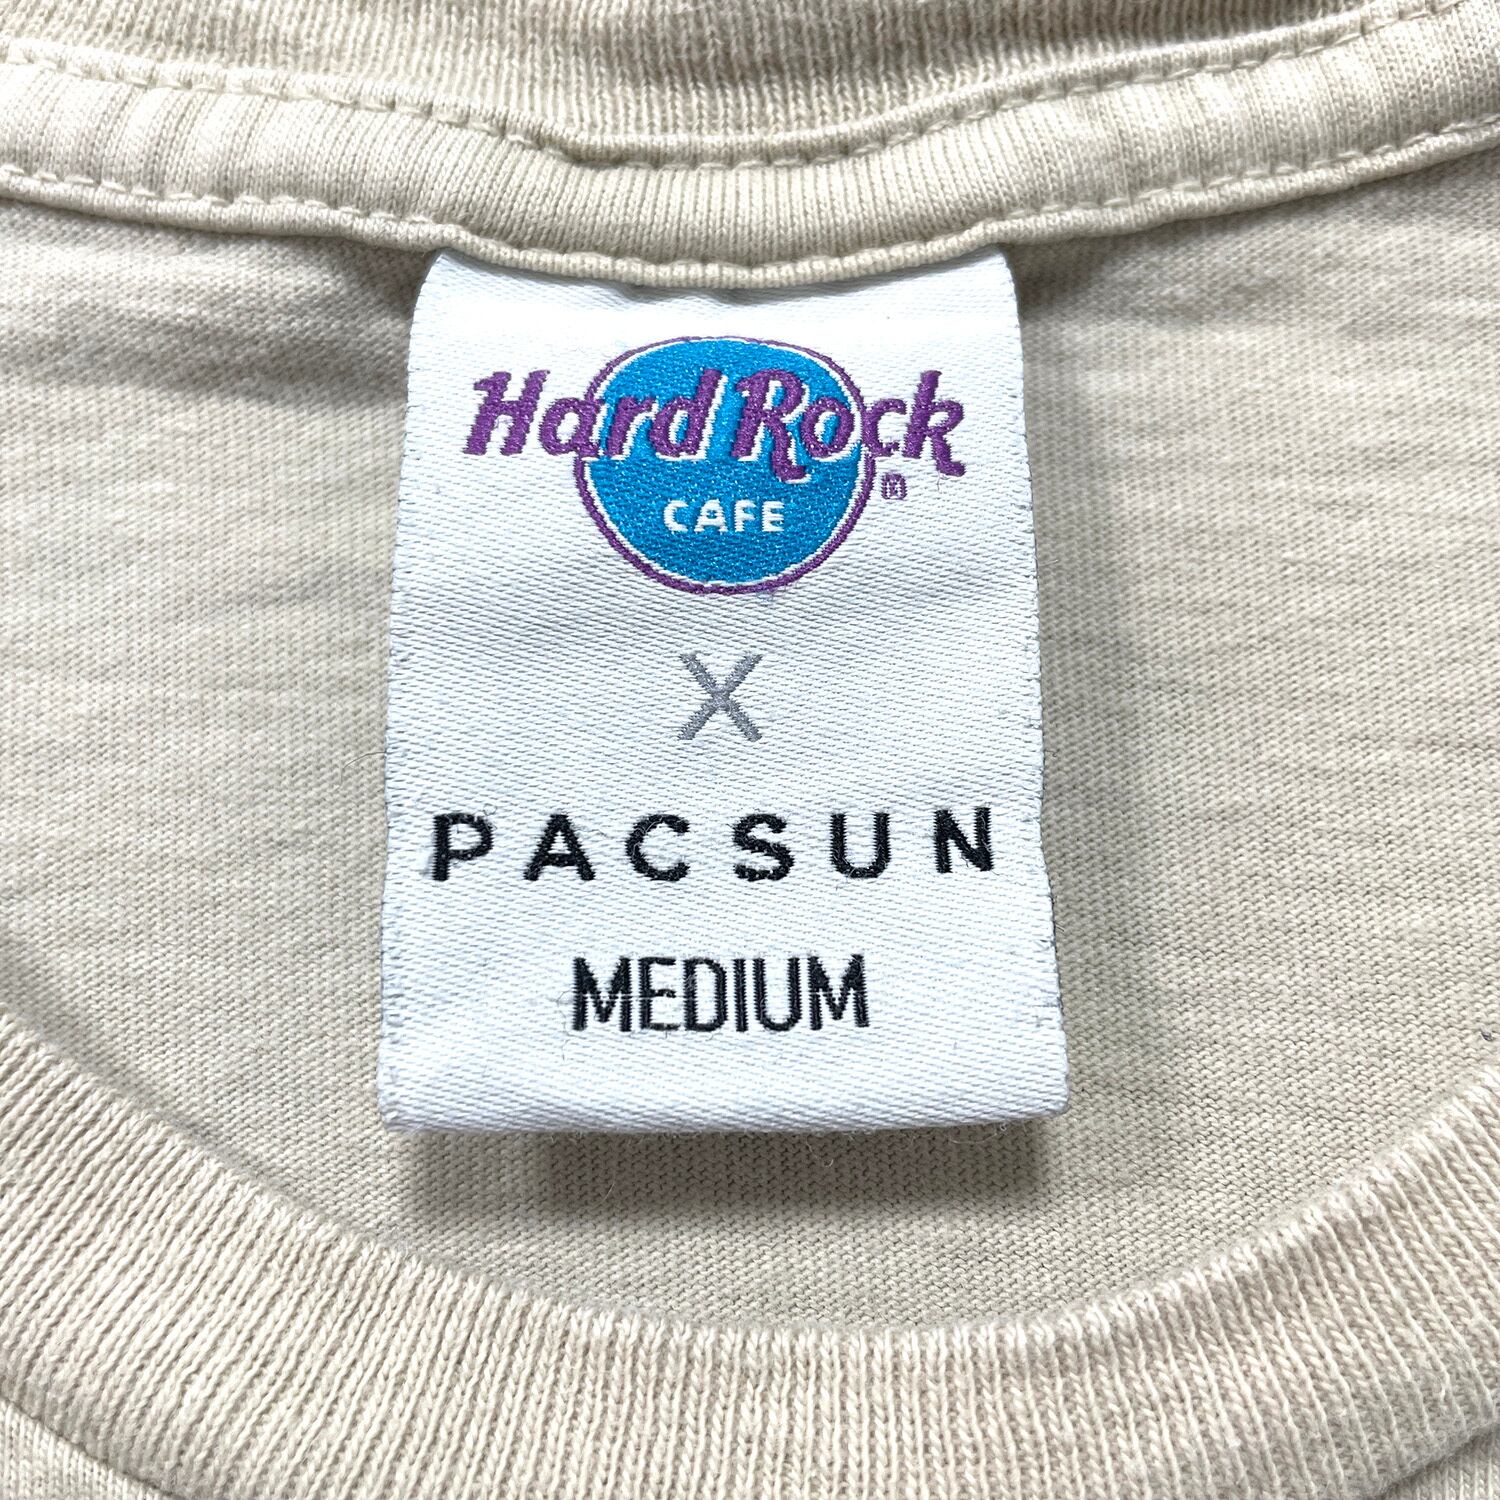 Hard Rock
CAFE
X
PACSUN
MEDIUM